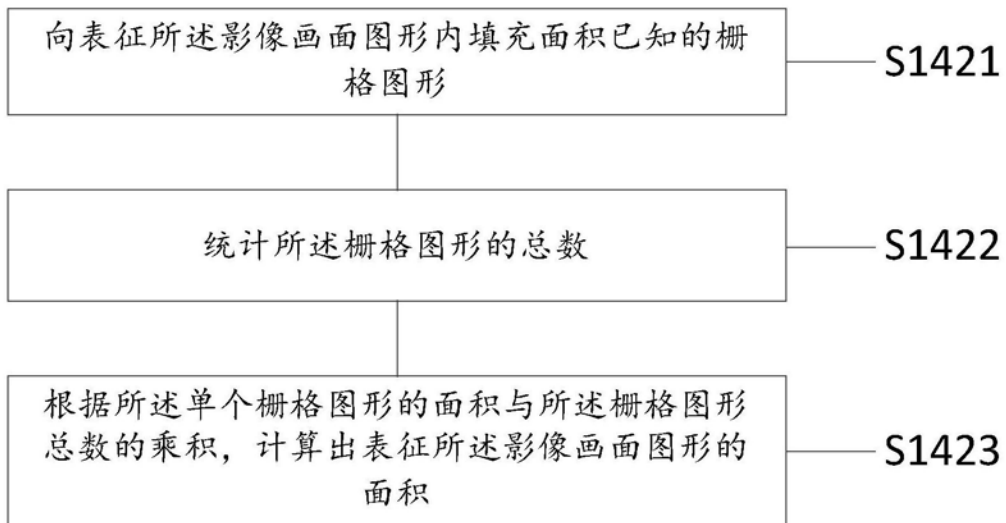 向表征所述影像画面图形内填充面积已知的栅
格图形
S1421
统计所述栅格图形的总数
S1422
根据所述单个栅格图形的面积与所述栅格图形
总数的乘积，计算出表征所述影像画面图形的
面积
S1423